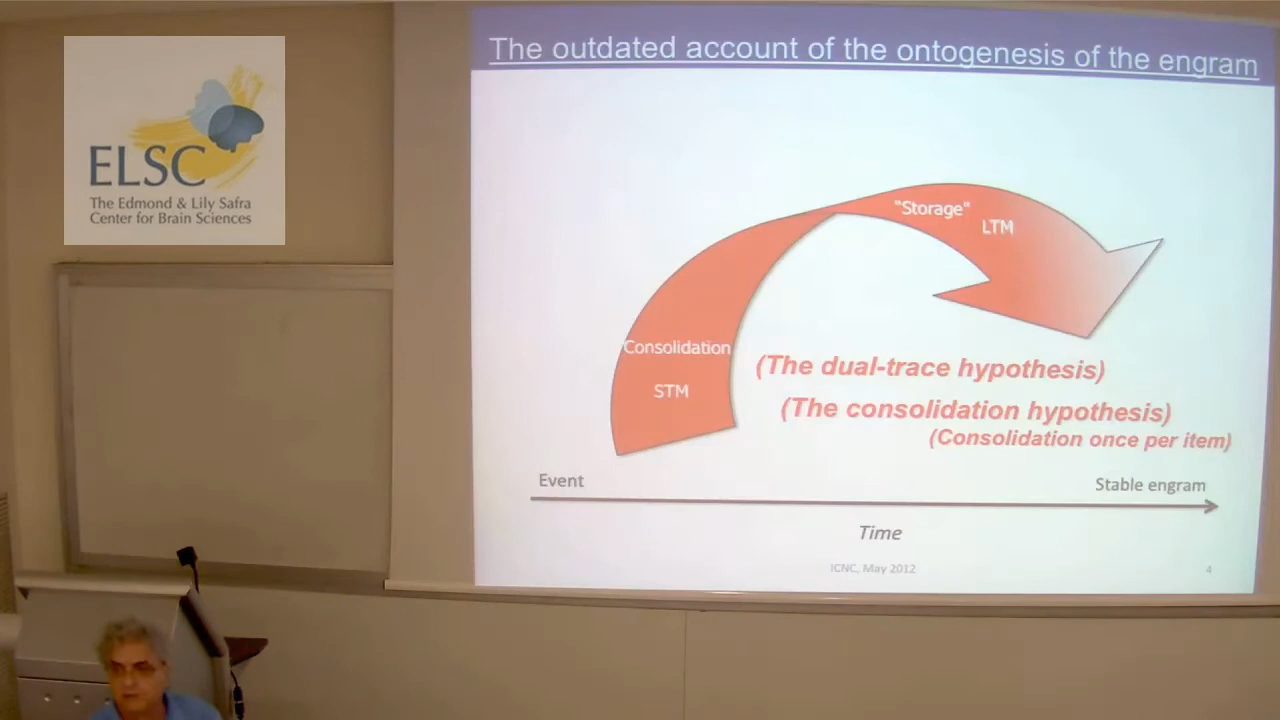 ELSC
The Edmond & Lily Safra
Center for Brain Sciences
The outdated account of the ontogenesis of the engram
"Storage"
LTM
Consolidation
STM
(The dual-trace hypothesis)
(The consolidation hypothesis)
(Consolidation once per item)
Event
Stable engram
Time
ICNC, May 2012
4